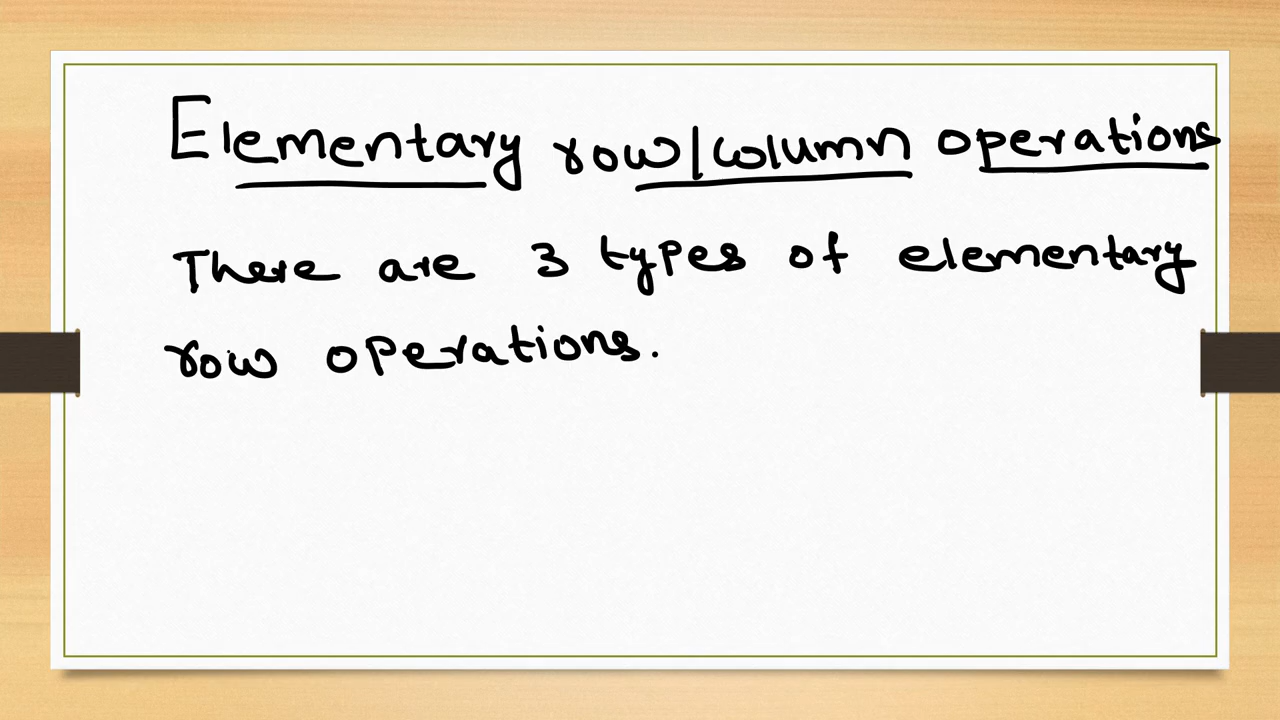 Elementary row/column operations
There are 3 types of elementary
row operations.